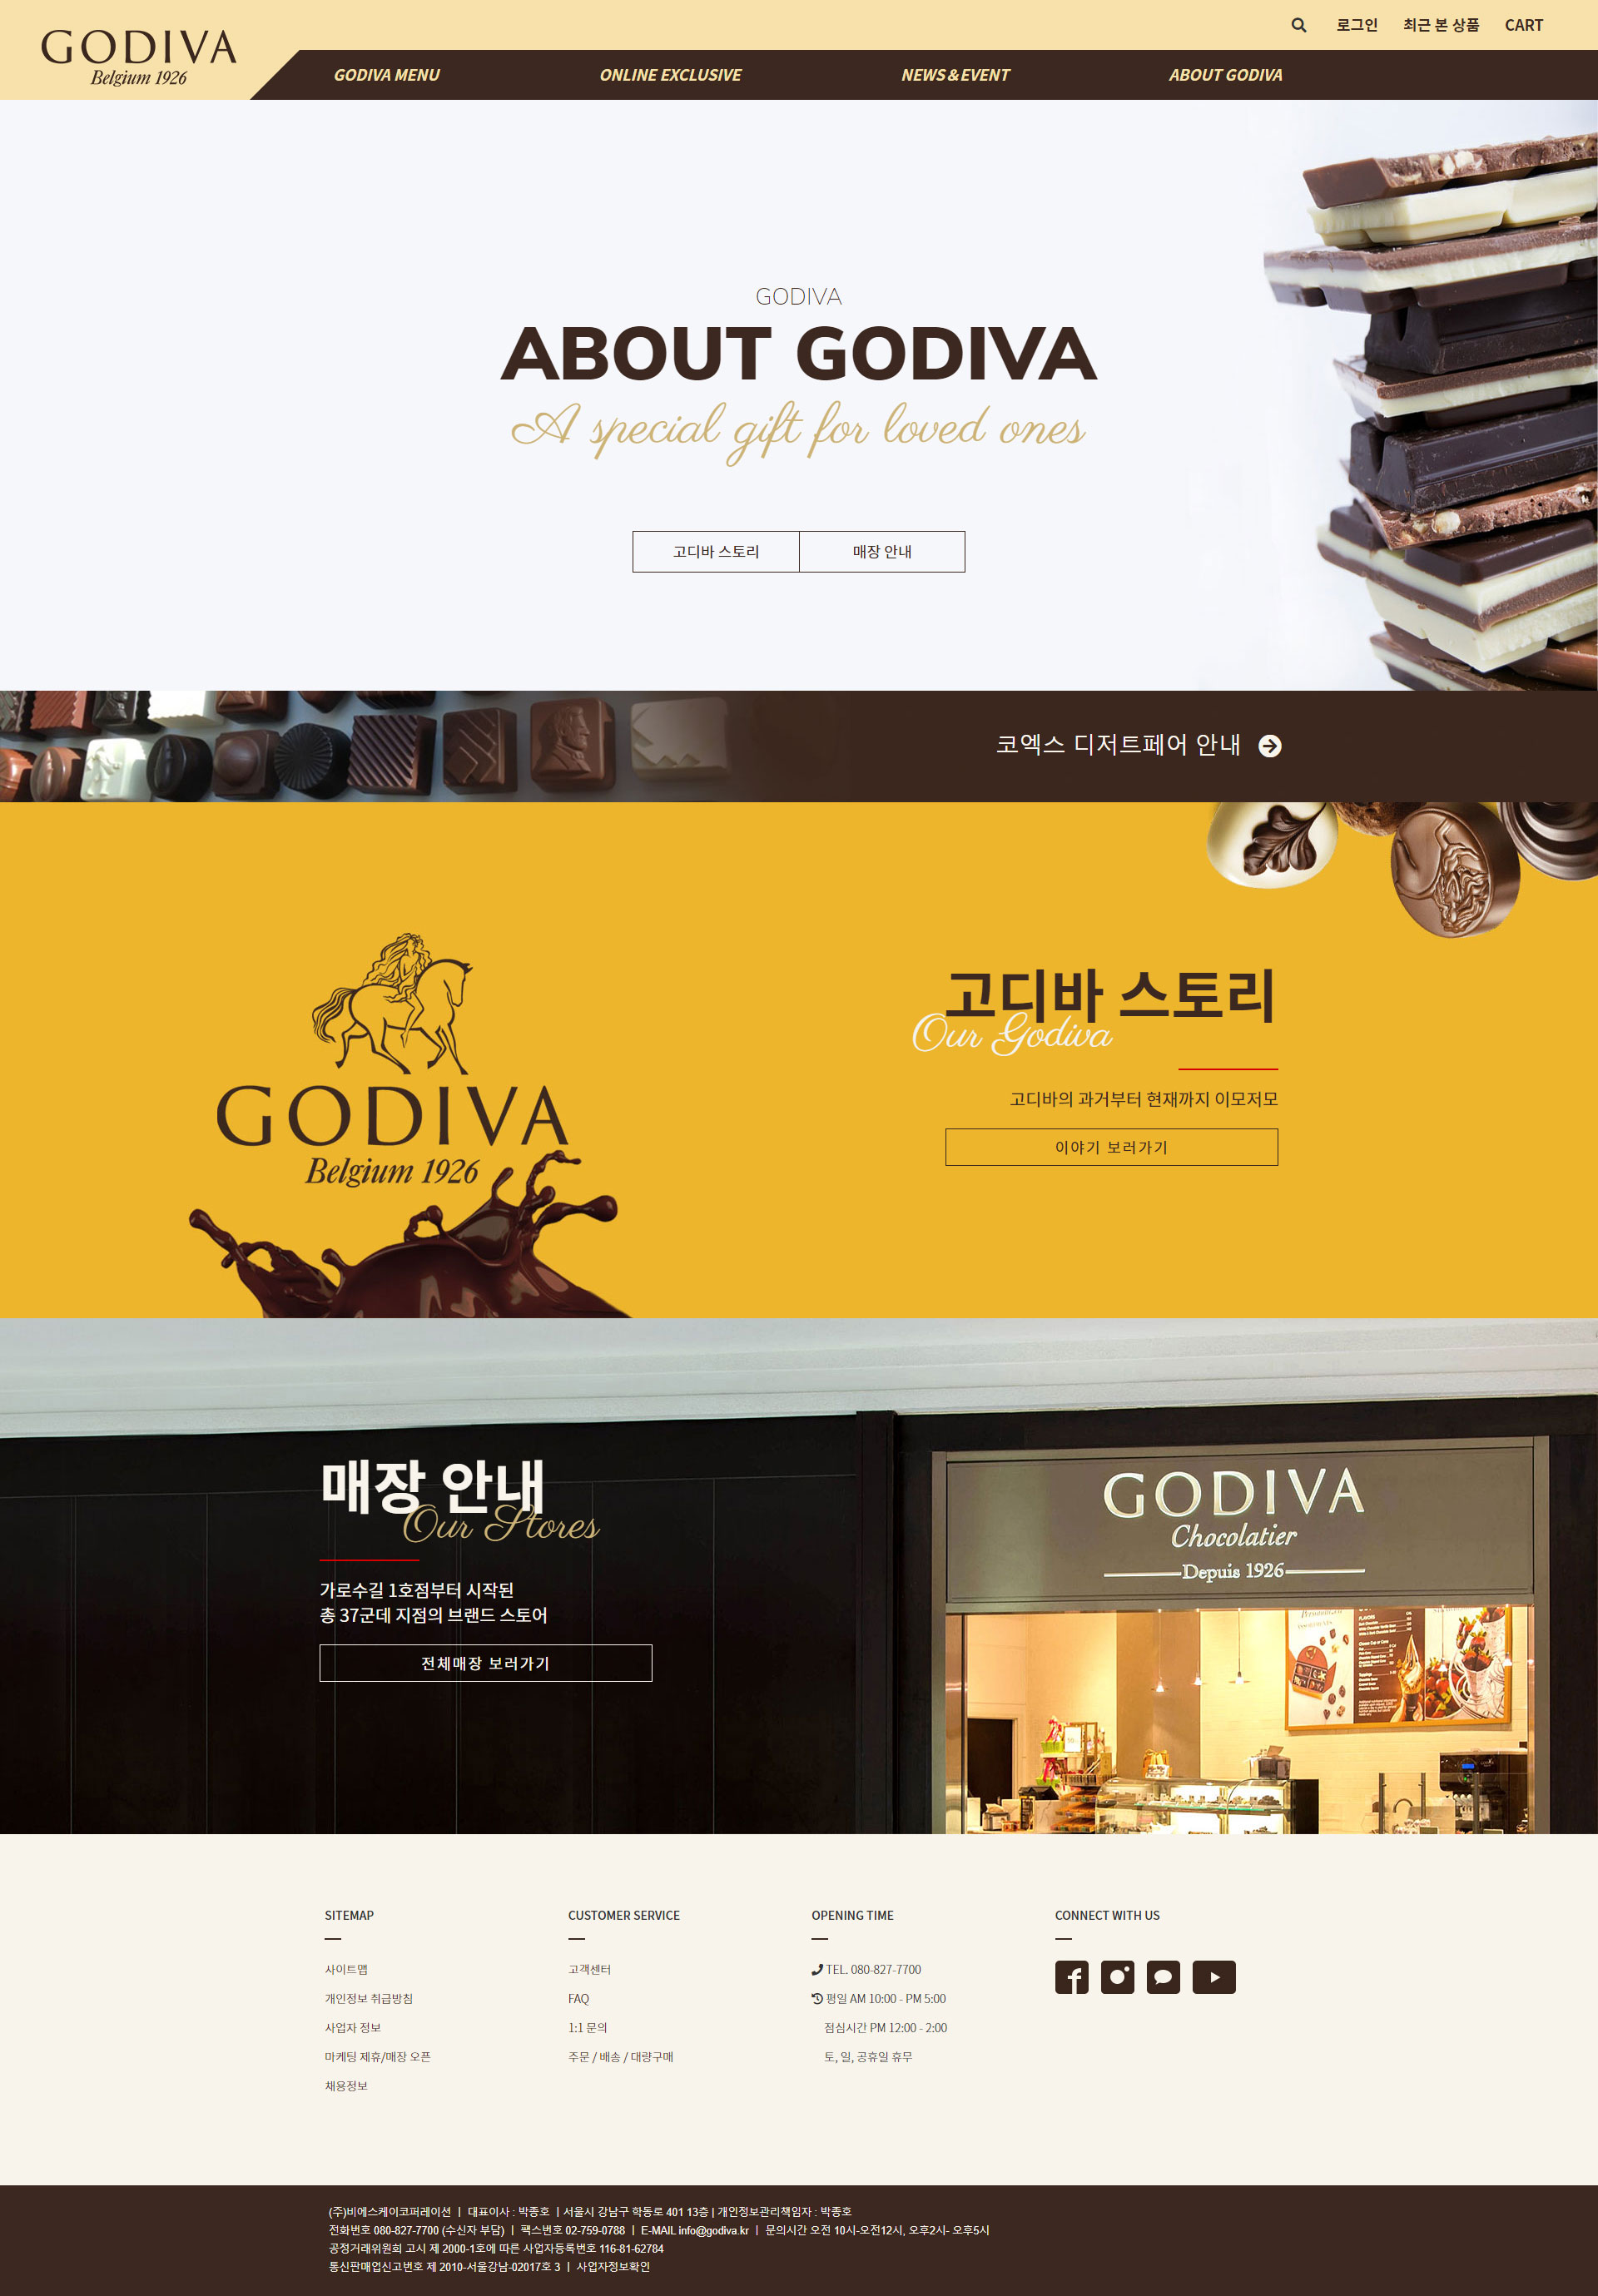 로그인 최근 본 상품 CART
GODIVA
Belgium 1926
GODIVA MENU ONLINE EXCLUSIVE NEWS & EVENT ABOUT GODIVA
GODIVA
ABOUT GODIVA
A special gift for loved ones
고디바 스토리 매장 안내
코엑스 디저트페어 안내
고디바 스토리
Our Godiva
고디바의 과거부터 현재까지 이모저모
이야기 보러가기
GODIVA
Belgium 1926
매장 안내
Our Stores
가로수길 1호점부터 시작된
총 37군데 지점의 브랜드 스토어
전체매장 보러가기
GODIVA
Chocolatier
Depuis 1926
SITEMAP
사이트맵
개인정보 취급방침
사업자 정보
마케팅 제휴/매장 오픈
채용정보
CUSTOMER SERVICE
고객센터
FAQ
1:1 문의
주문 / 배송 / 대량구매
OPENING TIME
TEL. 080-827-7700
평일 AM 10:00 - PM 5:00
점심시간 PM 12:00 - 2:00
토, 일, 공휴일 휴무
CONNECT WITH US
(주)비에스케이코퍼레이션 | 대표이사 : 박종호 | 서울시 강남구 학동로 401 13층 | 개인정보관리책임자 : 박종호
전화번호 080-827-7700 (수신자 부담) | 팩스번호 02-759-0788 | E-MAIL info@godiva.kr | 문의시간 오전 10시-오전12시, 오후2시- 오후5시
공정거래위원회 고시 제 2000-1호에 따른 사업자등록번호 116-81-62784
통신판매업신고번호 제 2010-서울강남-02017호 3 | 사업자정보확인